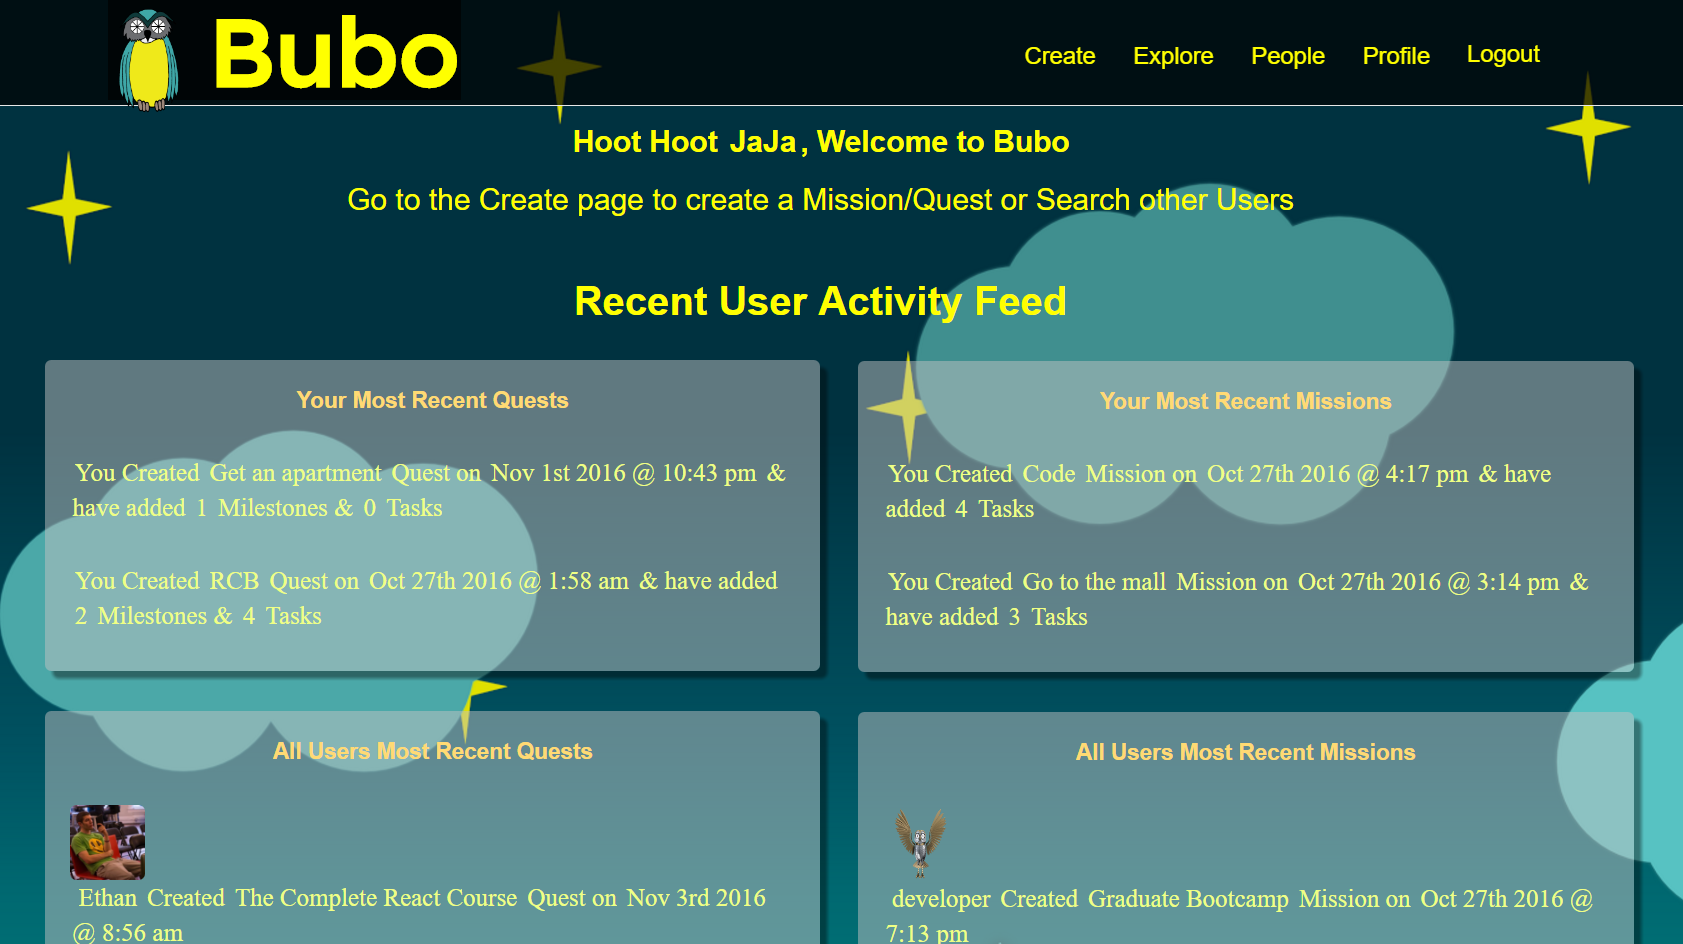 Bubo
Create Explore People Profile Logout
Hoot Hoot JaJa, Welcome to Bubo
Go to the Create page to create a Mission/Quest or Search other Users
Recent User Activity Feed
Your Most Recent Quests
You Created Get an apartment Quest on Nov 1st 2016 @ 10:43 pm &
have added 1 Milestones & 0 Tasks
You Created RCB Quest on Oct 27th 2016 @ 1:58 am & have added
2 Milestones & 4 Tasks
Your Most Recent Missions
You Created Code Mission on Oct 27th 2016 @ 4:17 pm & have
added 4 Tasks
You Created Go to the mall Mission on Oct 27th 2016 @ 3:14 pm &
have added 3 Tasks
All Users Most Recent Quests
Ethan Created The Complete React Course Quest on Nov 3rd 2016
@ 8:56 am
All Users Most Recent Missions
developer Created Graduate Bootcamp Mission on Oct 27th 2016 @
7:13 pm